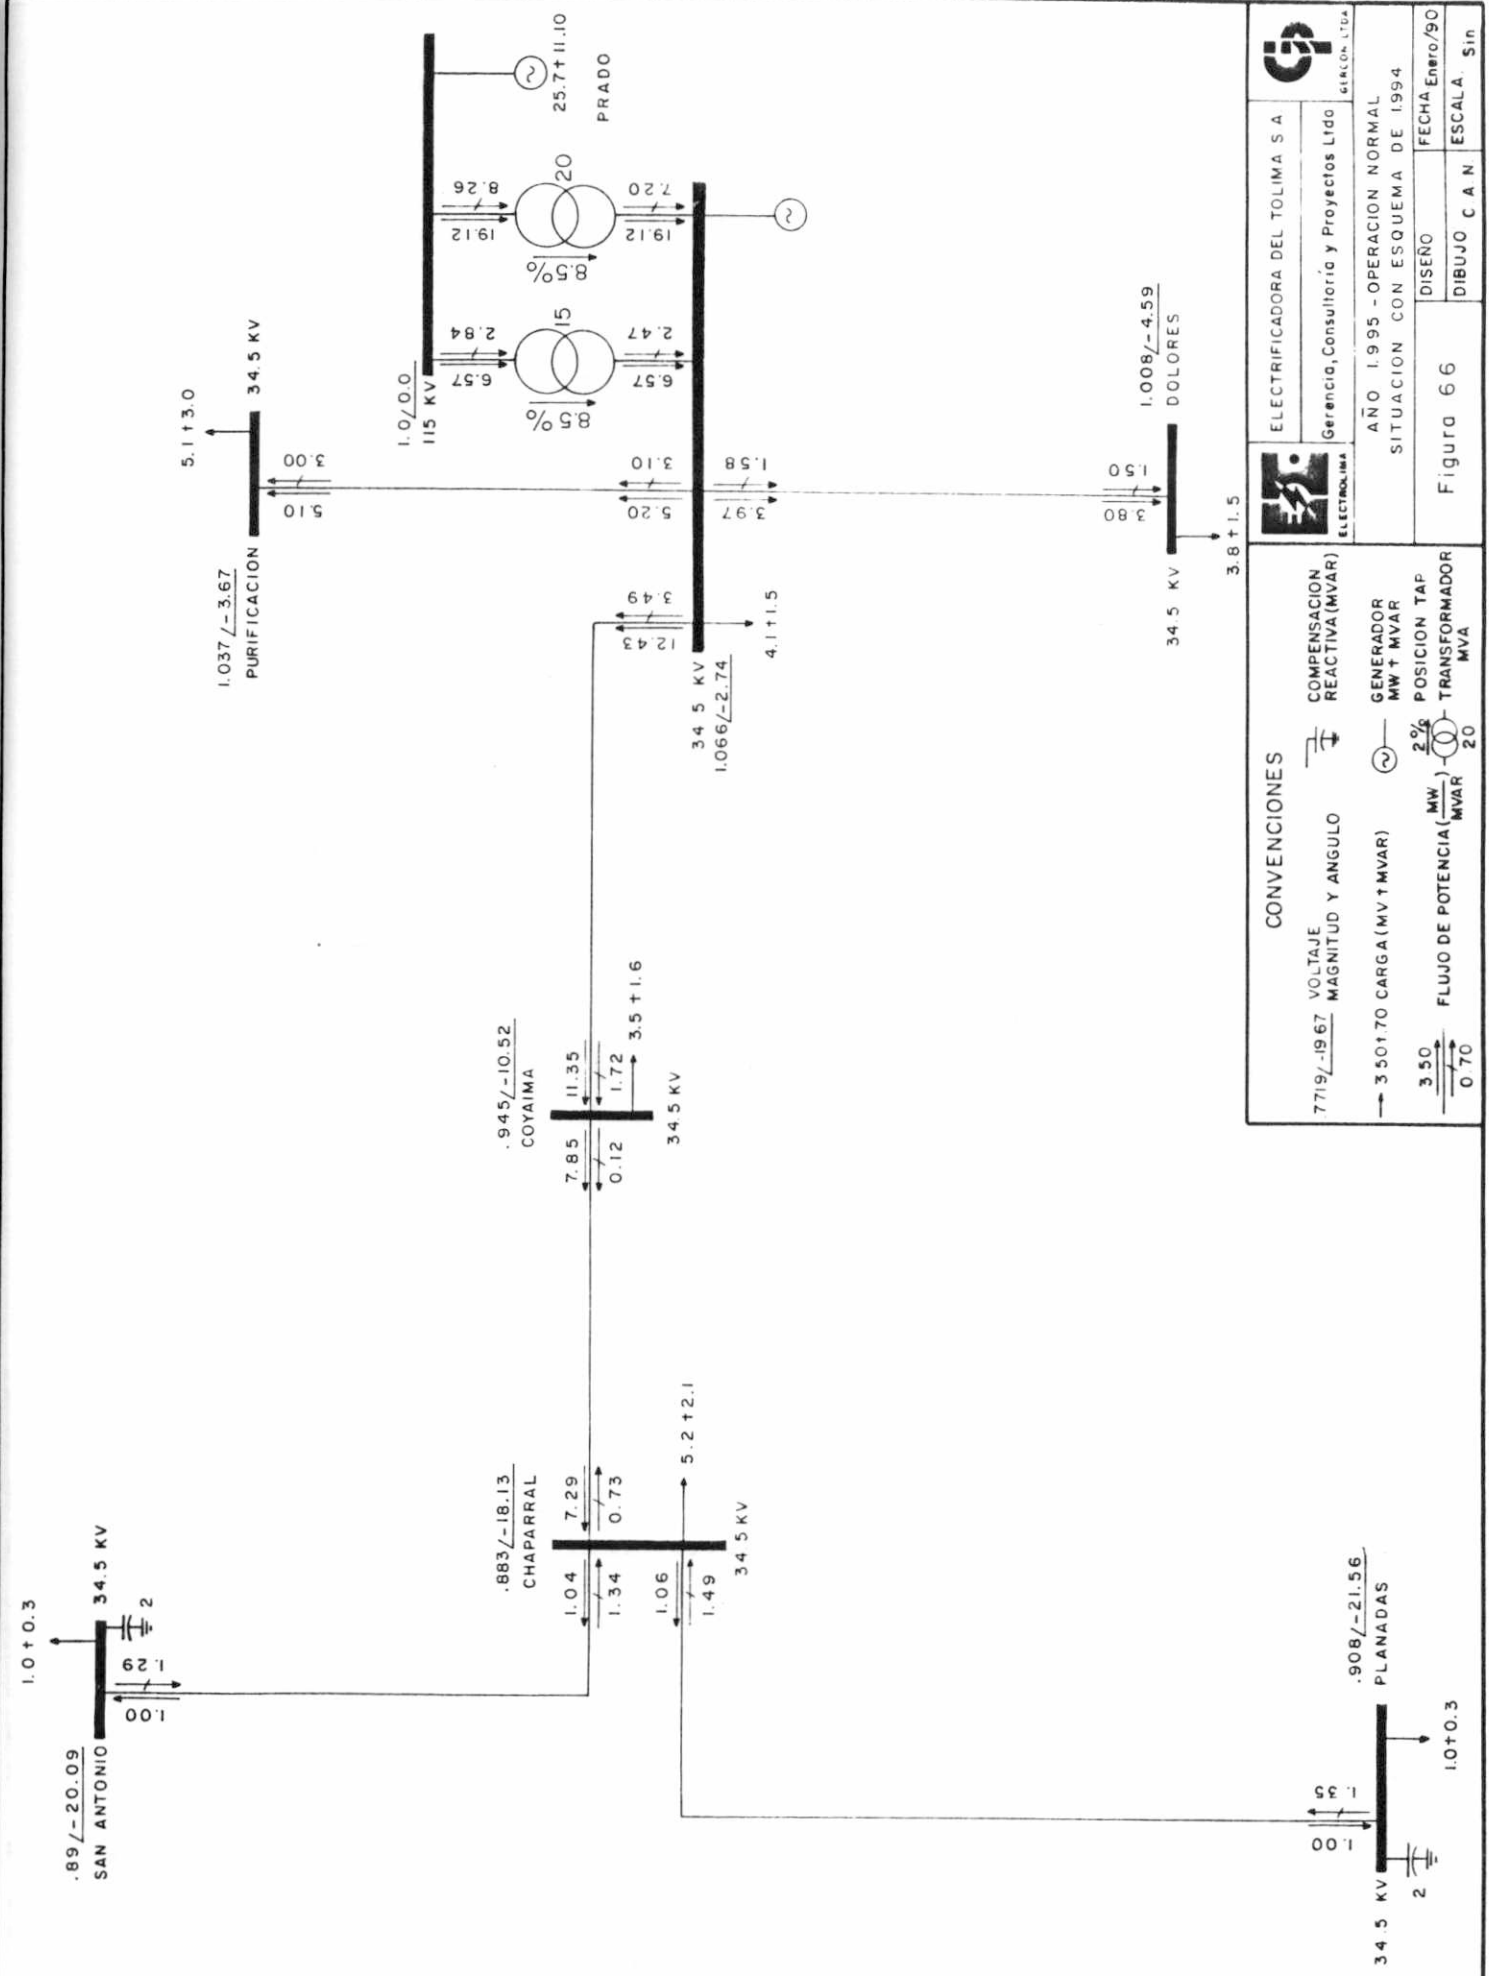 1.0+0.3
34.5 KV
2
1.29
1.00
.89/-20.09
SAN ANTONIO
.883/-18.13
CHAPARRAL
7.29
0.73
1.04
1.34
1.06
1.49
5.2+2.1
34 5 KV
.908/-21.56
PLANADAS
1.35
1.00
1.0+0.3
34.5 KV
2
.945/-10.52
COYAIMA
11.35
1.72
7.85
0.12
3.5+1.6
34.5 KV
5.1+3.0
34.5 KV
3.00
5.10
1.037/-3.67
PURIFICACION
25.7+11.10
PRADO
1.0/0.0
115 KV
8.26
19.12
20
8.5%
7.20
19.12
2.84
6.57
15
8.5%
2.47
6.57
3.10
5.20
1.58
3.97
3.49
12.43
34 5 KV
1.066/-2.74
4.1+1.5
1.008/-4.59
DOLORES
1.50
3.80
34.5 KV
3.8+1.5
CONVENCIONES
.7719/-19.67 VOLTAJE
MAGNITUD Y ANGULO
COMPENSACION
REACTIVA(MVAR)
3 50+.70 CARGA(MV+MVAR)
GENERADOR
MW+MVAR
3 50
0.70
FLUJO DE POTENCIA(MW/MVAR)
2%
POSICION TAP
20
TRANSFORMADOR
MVA
ELECTROLIMA
ELECTRIFICADORA DEL TOLIMA S A
Gerencia,Consultoría y Proyectos Ltdo
GERCON LTDA
AÑO 1.995-OPERACION NORMAL
SITUACION CON ESQUEMA DE 1994
Figura 66
DISEÑO
FECHA Enero/90
DIBUJO C A N
ESCALA. Sin